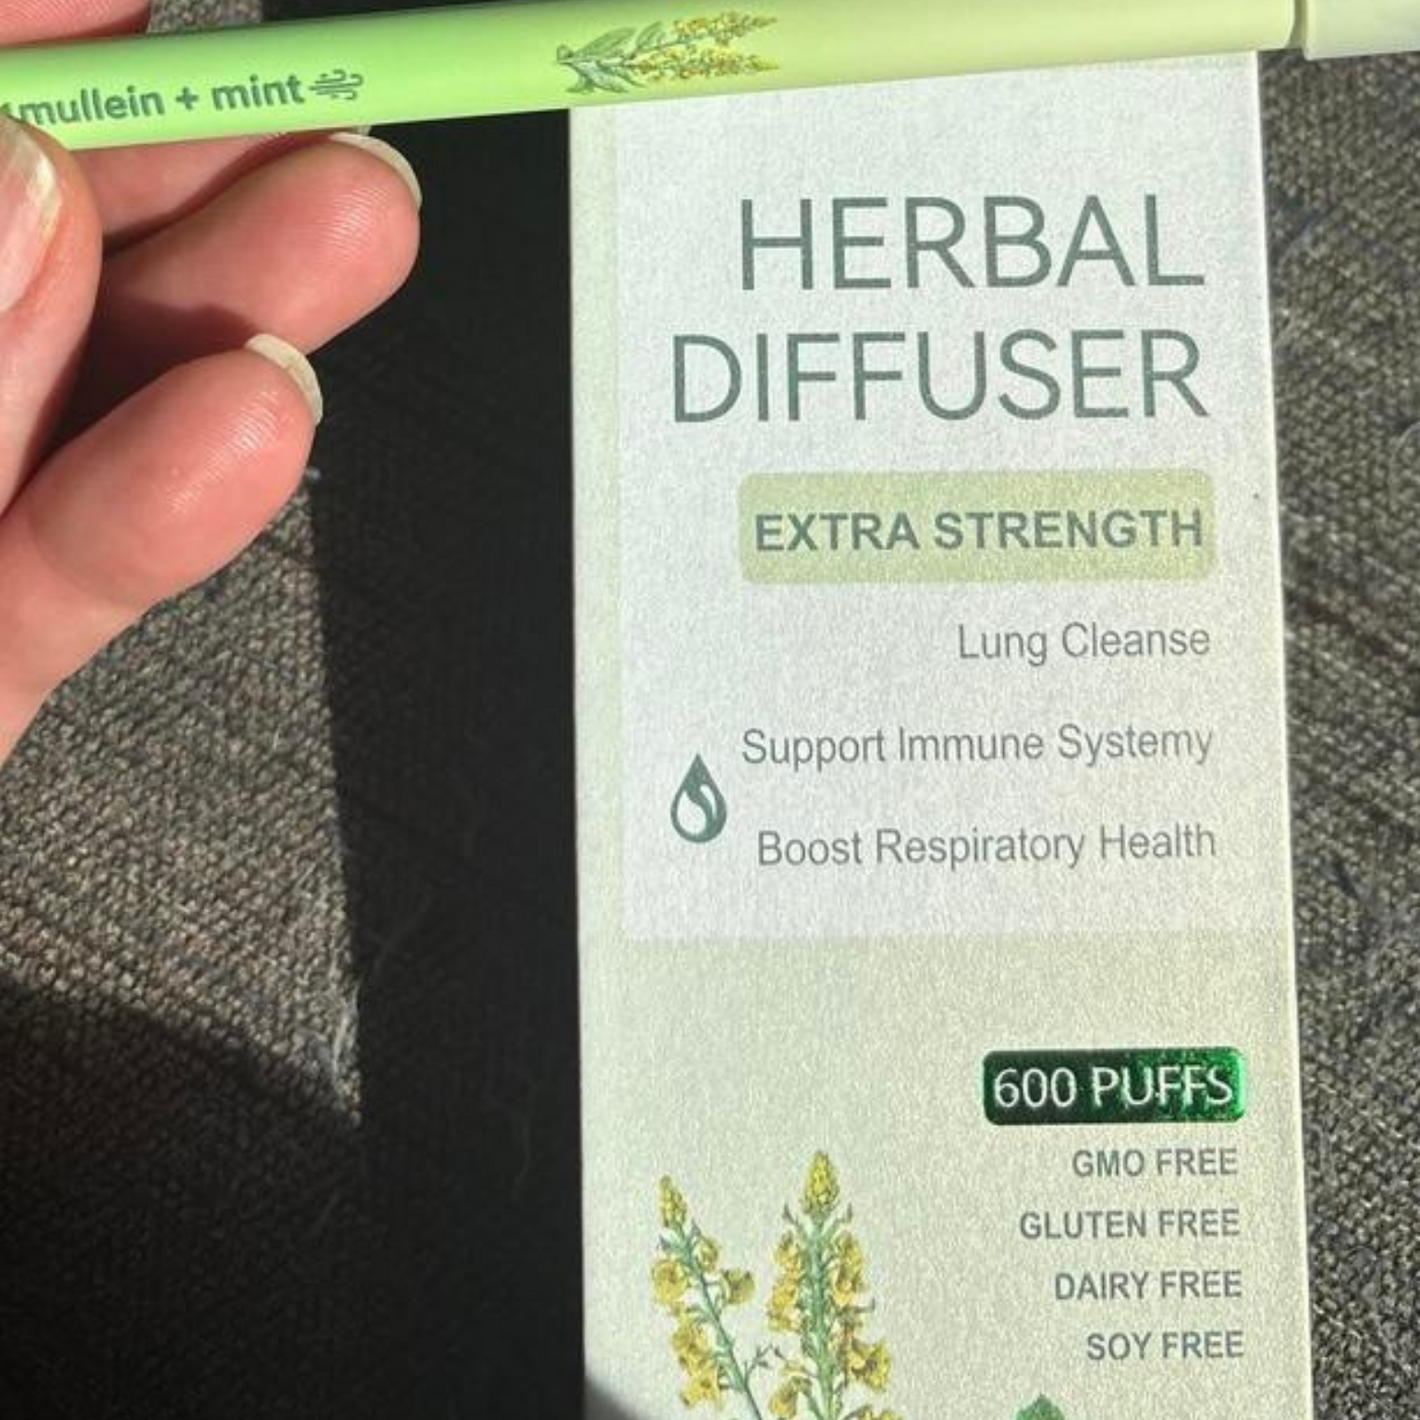 mullein + mint
HERBAL
DIFFUSER
EXTRA STRENGTH
Lung Cleanse
Support Immune Systemy
Boost Respiratory Health
600 PUFFS
GMO FREE
GLUTEN FREE
DAIRY FREE
SOY FREE